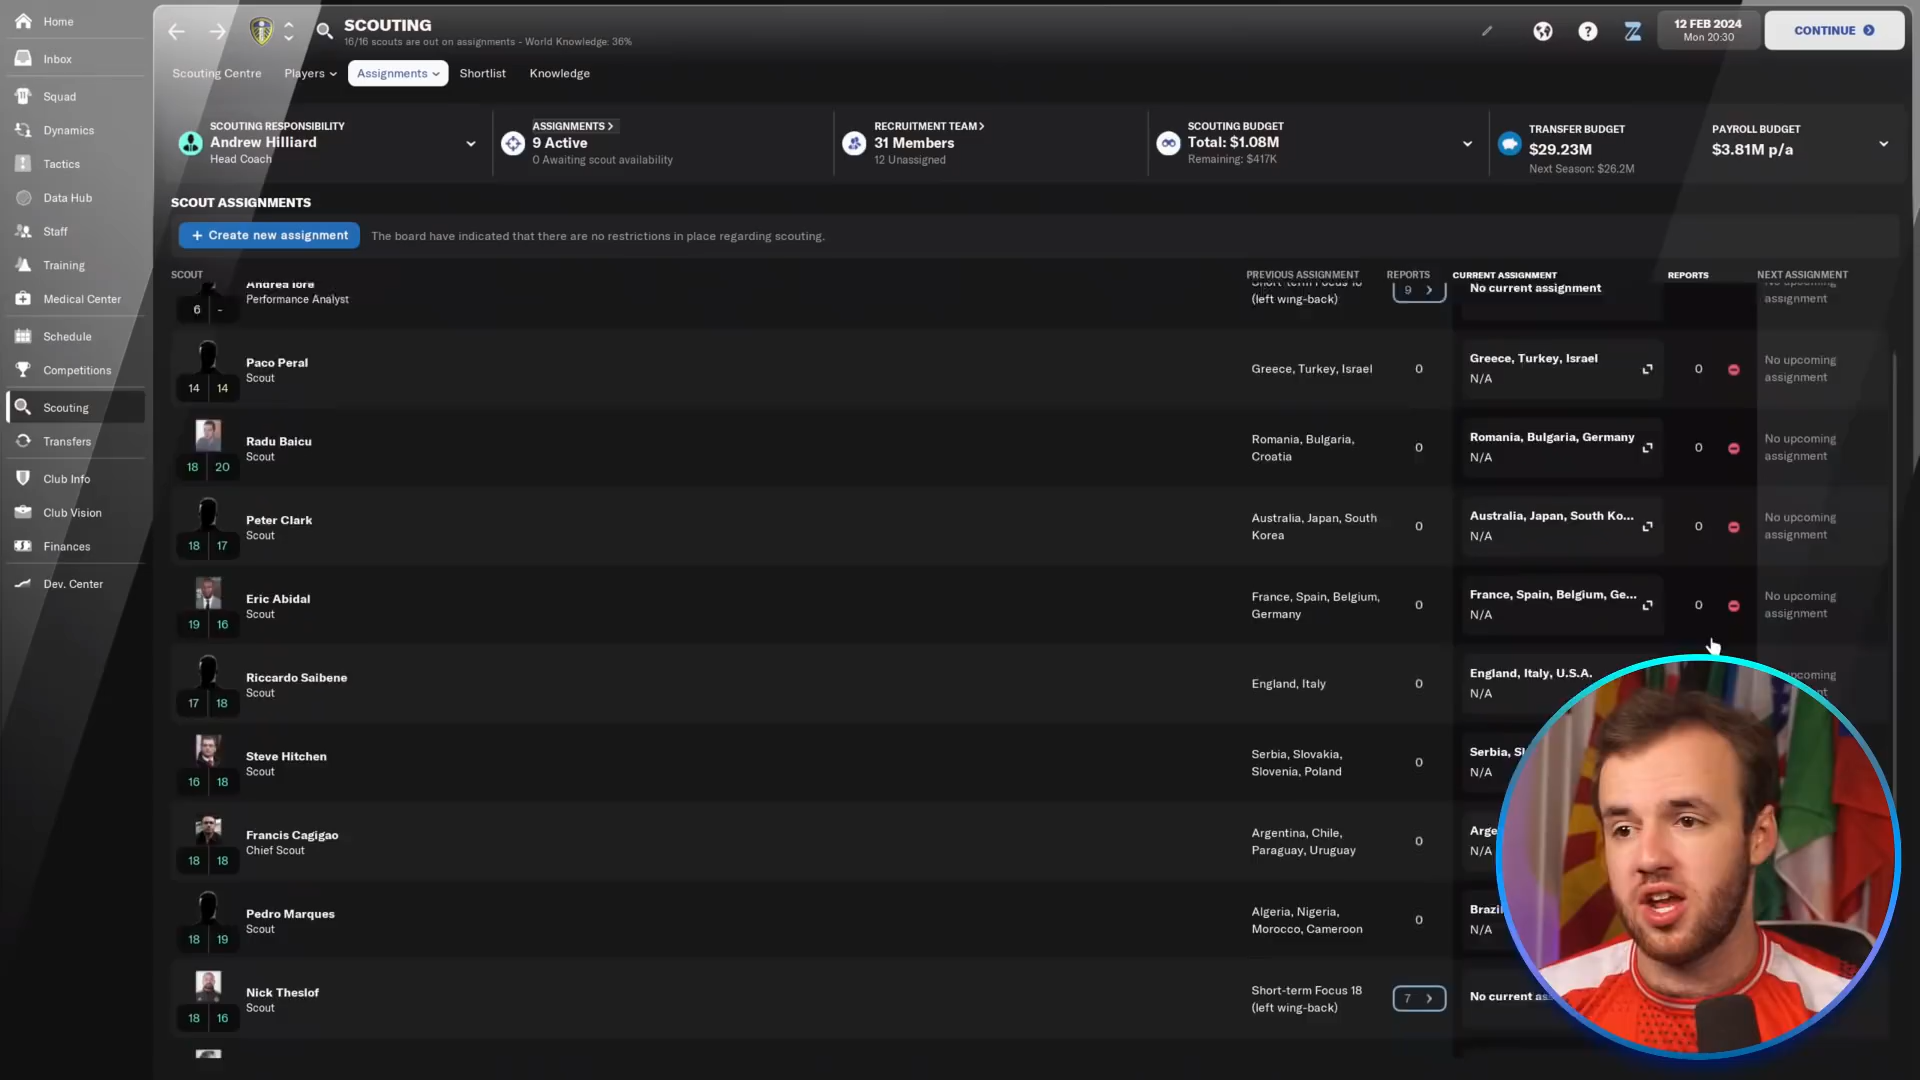 Home
Inbox
Squad
Dynamics
Tactics
Data Hub
Staff
Training
Medical Center
Schedule
Competitions
Scouting
Transfers
Club Info
Club Vision
Finances
Dev. Center
SCOUTING
16/16 scouts are out on assignments - World Knowledge: 36%
12 FEB 2024
Mon 20:30
CONTINUE
Scouting Centre
Players
Assignments
Shortlist
Knowledge
SCOUTING RESPONSIBILITY
Andrew Hilliard
Head Coach
ASSIGNMENTS >
9 Active
0 Awaiting scout availability
RECRUITMENT TEAM >
31 Members
12 Unassigned
SCOUTING BUDGET
Total: $1.08M
Remaining: $417K
TRANSFER BUDGET
$29.23M
Next Season: $26.2M
PAYROLL BUDGET
$3.81M p/a
SCOUT ASSIGNMENTS
+ Create new assignment
The board have indicated that there are no restrictions in place regarding scouting.
SCOUT PREVIOUS ASSIGNMENT REPORTS CURRENT ASSIGNMENT REPORTS NEXT ASSIGNMENT
Performance Analyst
6 -
(left wing-back)
9 >
No current assignment
assignment
Paco Peral
Scout
14 14
Greece, Turkey, Israel
0
Greece, Turkey, Israel
N/A
0
No upcoming
assignment
Radu Baicu
Scout
18 20
Romania, Bulgaria,
Croatia
0
Romania, Bulgaria, Germany
N/A
0
No upcoming
assignment
Peter Clark
Scout
18 17
Australia, Japan, South
Korea
0
Australia, Japan, South Ko...
N/A
0
No upcoming
assignment
Eric Abidal
Scout
19 16
France, Spain, Belgium,
Germany
0
France, Spain, Belgium, Ge...
N/A
0
No upcoming
assignment
Riccardo Saibene
Scout
17 18
England, Italy
0
England, Italy, U.S.A.
N/A
Steve Hitchen
Scout
16 18
Serbia, Slovakia,
Slovenia, Poland
0
Serbia, Sl
N/A
Francis Cagigao
Chief Scout
18 18
Argentina, Chile,
Paraguay, Uruguay
0
Arge
N/A
Pedro Marques
Scout
18 19
Algeria, Nigeria,
Morocco, Cameroon
0
Brazi
N/A
Nick Theslof
Scout
18 16
Short-term Focus 18
(left wing-back)
7 >
No current as